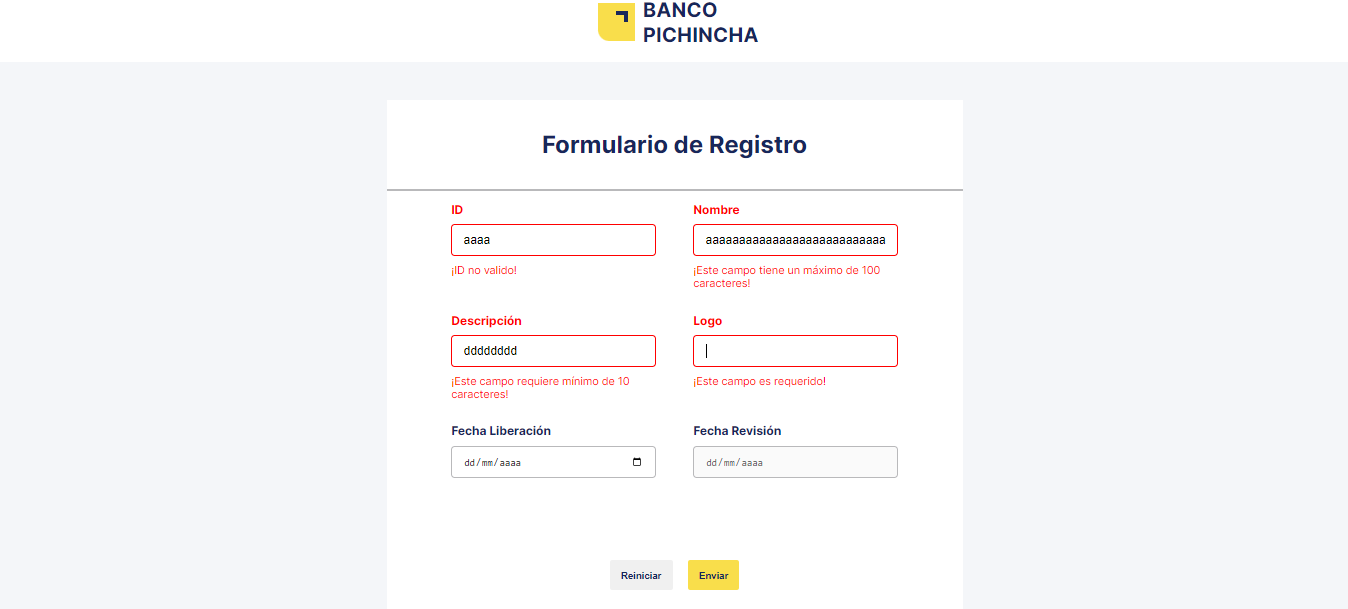 BANCO
PICHINCHA
Formulario de Registro
ID
Nombre
aaaa
aaaaaaaaaaaaaaaaaaaaaaaaaaa
¡ID no valido!
¡Este campo tiene un máximo de 100
caracteres!
Descripción
Logo
dddddddd
¡Este campo requiere mínimo de 10
caracteres!
¡Este campo es requerido!
Fecha Liberación
Fecha Revisión
dd/mm/aaaa
dd/mm/aaaa
Reiniciar
Enviar